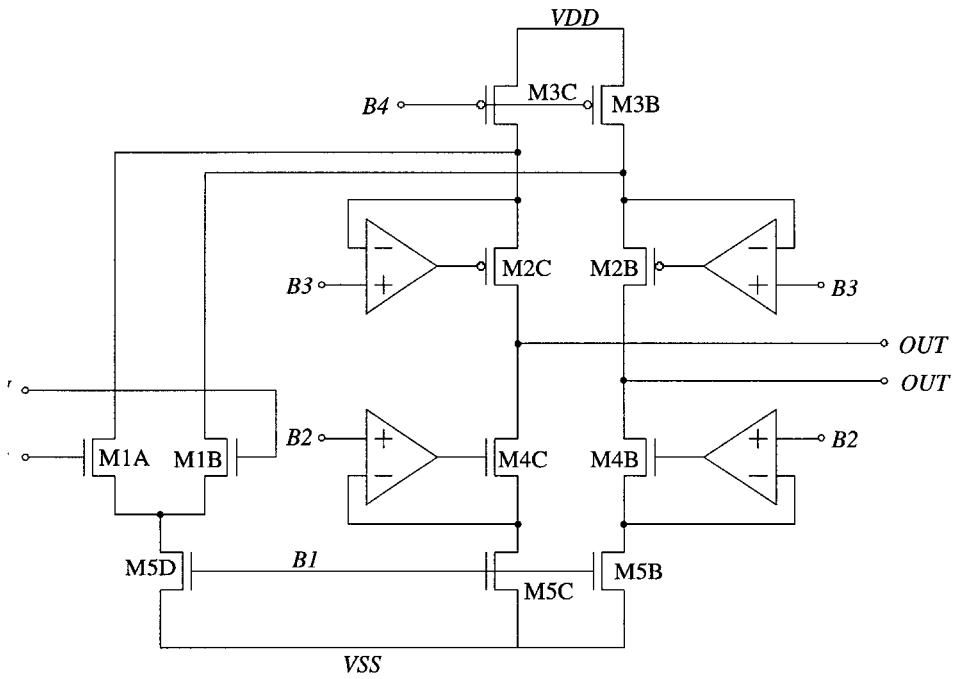 VDD
B4
M3C
M3B
− −
M2C
M2B
B3
+ +
B3
OUT
OUT
B2
+ +
B2
M1A
M1B
M4C
M4B
− −
M5D
B1
M5C
M5B
VSS